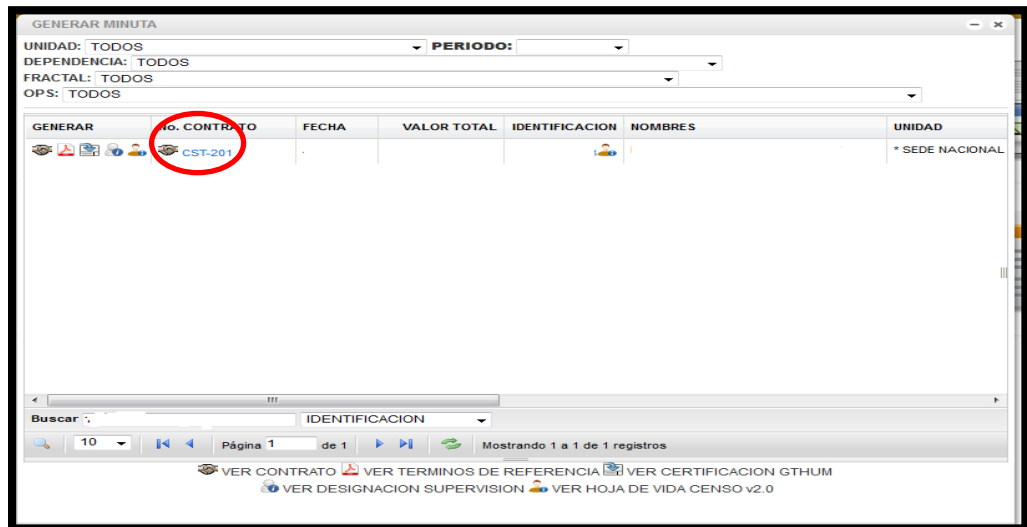 GENERAR MINUTA
UNIDAD: TODOS PERIODO:
DEPENDENCIA: TODOS
FRACTAL: TODOS
OPS: TODOS
GENERAR No. CONTRATO FECHA VALOR TOTAL IDENTIFICACION NOMBRES UNIDAD
CST-201 * SEDE NACIONAL
Buscar IDENTIFICACION
10 Página 1 de 1 Mostrando 1 a 1 de 1 registros
VER CONTRATO VER TERMINOS DE REFERENCIA VER CERTIFICACION GTHUM
VER DESIGNACION SUPERVISION VER HOJA DE VIDA CENSO v2.0